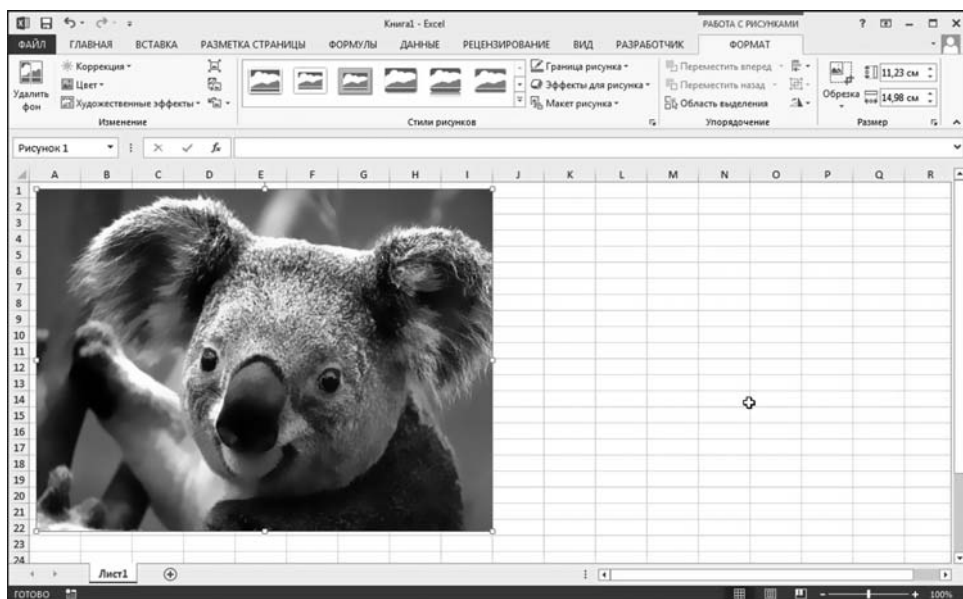 Книга1 - Excel
РАБОТА С РИСУНКАМИ
?
ФАЙЛ ГЛАВНАЯ ВСТАВКА РАЗМЕТКА СТРАНИЦЫ ФОРМУЛЫ ДАННЫЕ РЕЦЕНЗИРОВАНИЕ ВИД РАЗРАБОТЧИК ФОРМАТ
Удалить фон
Коррекция
Цвет
Художественные эффекты
Изменение
Стили рисунков
Граница рисунка
Эффекты для рисунка
Макет рисунка
Переместить вперед
Переместить назад
Область выделения
Упорядочение
Обрезка
11,23 см
14,98 см
Размер
Рисунок 1
fx
A B C D E F G H I J K L M N O P Q R
1
2
3
4
5
6
7
8
9
10
11
12
13
14
15
16
17
18
19
20
21
22
23
24
Лист1
ГОТОВО
100%